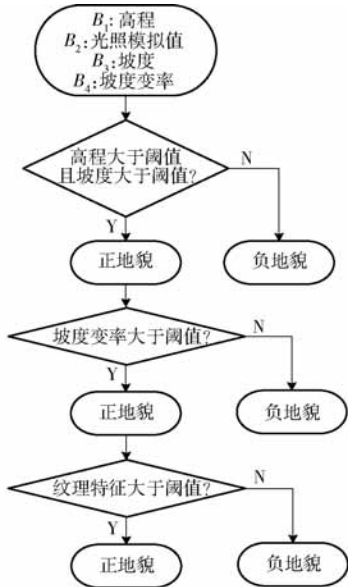 B₁:高程
B₂:光照模拟值
B₃:坡度
B₄:坡度变率
高程大于阈值
且坡度大于阈值?
N
Y
正地貌
负地貌
坡度变率大于阈值?
N
Y
正地貌
负地貌
纹理特征大于阈值?
N
Y
正地貌
负地貌